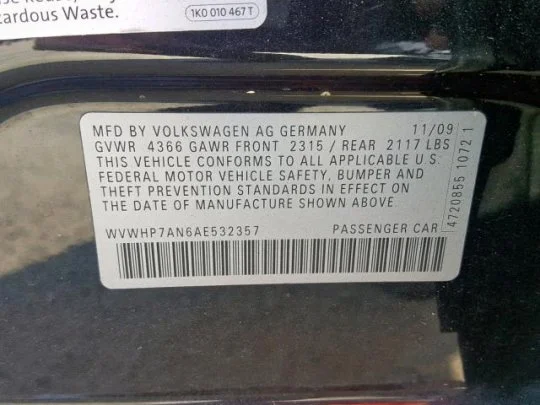 ardous Waste.
1K0 010 467 T
MFD BY VOLKSWAGEN AG GERMANY 11/09
GVWR 4366 GAWR FRONT 2315 / REAR 2117 LBS
THIS VEHICLE CONFORMS TO ALL APPLICABLE U.S.
FEDERAL MOTOR VEHICLE SAFETY, BUMPER AND
THEFT PREVENTION STANDARDS IN EFFECT ON
THE DATE OF MANUFACTURE SHOWN ABOVE.
WVWHP7AN6AE532357 PASSENGER CAR
4720855 1072 1